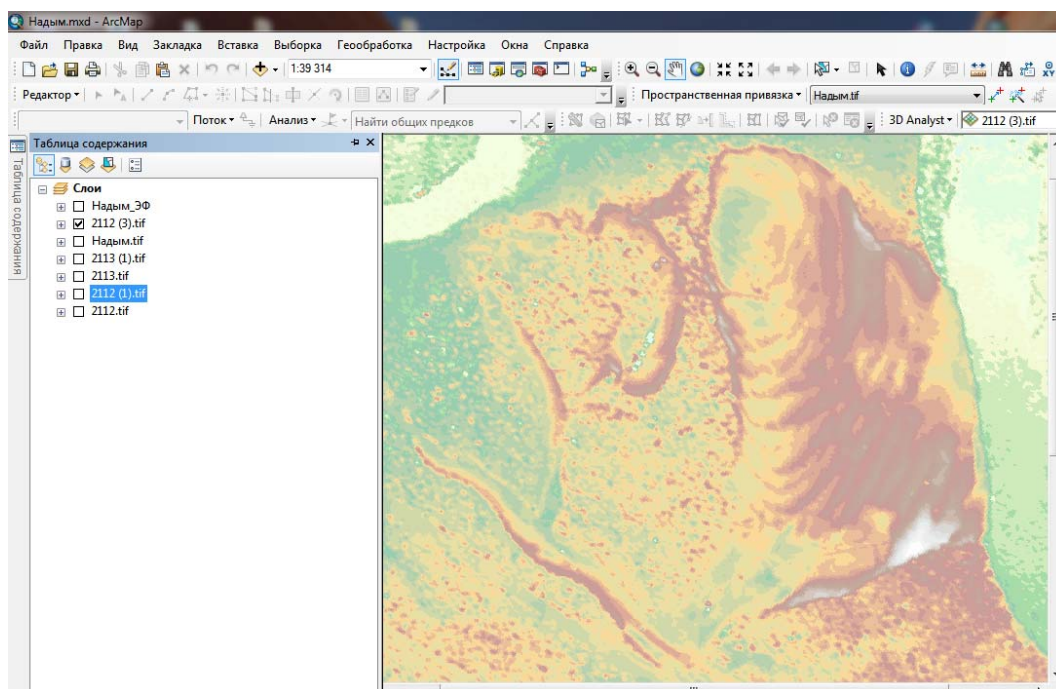 Надым.mxd - ArcMap
Файл Правка Вид Закладка Вставка Выборка Геообработка Настройка Окна Справка
1:39 314
Редактор Пространственная привязка Надым.tif
Поток Анализ Найти общих предков 3D Analyst 2112 (3).tif
Таблица содержания
Таблица содержания
Слои
Надым_ЭФ
2112 (3).tif
Надым.tif
2113 (1).tif
2113.tif
2112 (1).tif
2112.tif